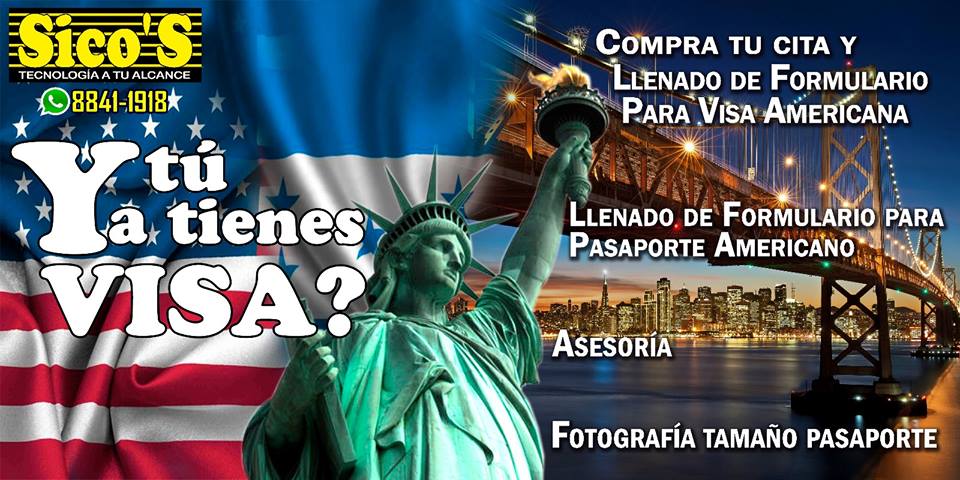 Sico'S
TECNOLOGÍA A TU ALCANCE
8841-1918
Y tú
Ya tienes
VISA?
COMPRA TU CITA Y
LLENADO DE FORMULARIO
PARA VISA AMERICANA
LLENADO DE FORMULARIO PARA
PASAPORTE AMERICANO
ASESORÍA
FOTOGRAFÍA TAMAÑO PASAPORTE